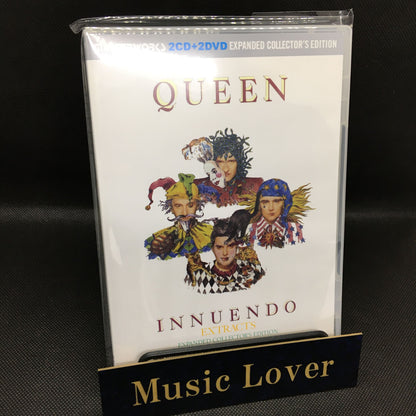 2CD+2DVD EXPANDED COLLECTOR'S EDITION
QUEEN
INNUENDO
EXTRACTS
EXPANDED COLLECTOR'S EDITION
Music Lover